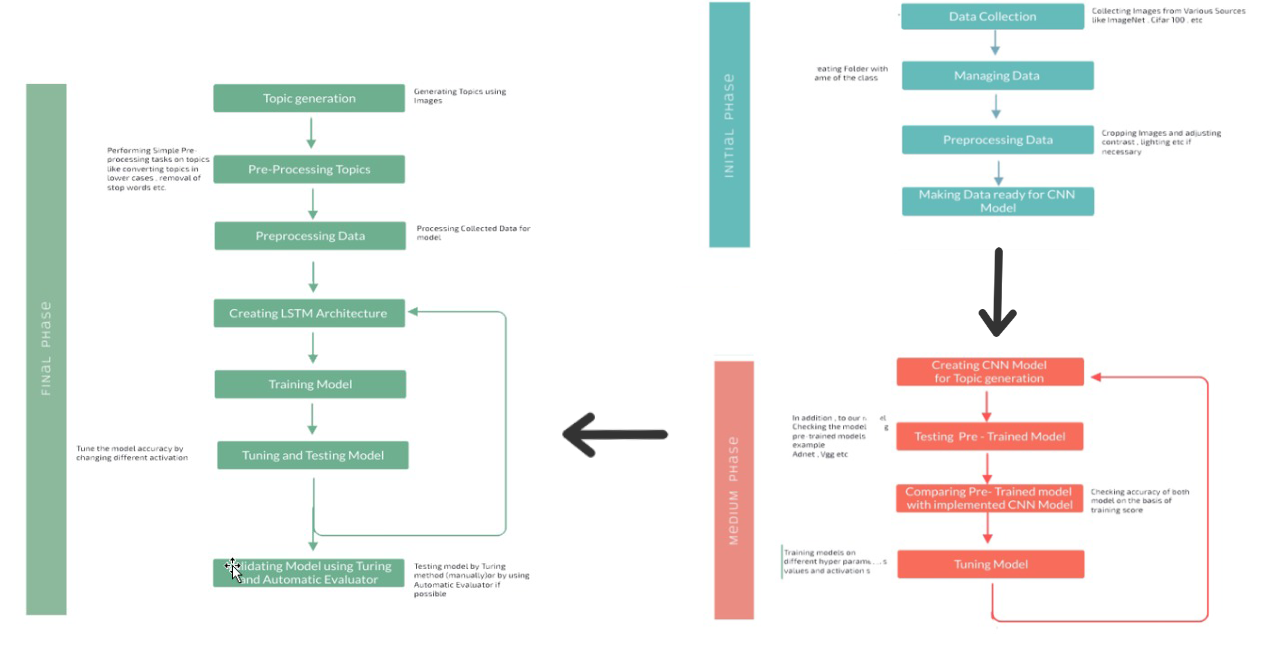 INITIAL PHASE
Data Collection
Collecting Images from Various Sources
like ImageNet , Cifar 100 , etc
eating Folder with
ame of the class
Managing Data
Preprocessing Data
Cropping Images and adjusting
contrast , lighting etc if
necessary
Making Data ready for CNN
Model
MEDIUM PHASE
Creating CNN Model
for Topic generation
In addition , to our
Checking the model
pre-trained models
example
Adnet , Vgg etc
Testing Pre - Trained Model
Comparing Pre- Trained model
with implemented CNN Model
Checking accuracy of both
model on the basis of
training score
Training models on
different hyper
values and activation s
Tuning Model
FINAL PHASE
Topic generation
Generating Topics using
Images
Performing Simple Pre-
processing tasks on topics
like converting topics in
lower cases , removal of
stop words etc.
Pre-Processing Topics
Preprocessing Data
Processing Collected Data for
model
Creating LSTM Architecture
Training Model
Tune the model accuracy by
changing different activation
Tuning and Testing Model
idating Model using Turing
and Automatic Evaluator
Testing model by Turing
method (manually)or by using
Automatic Evaluator if
possible